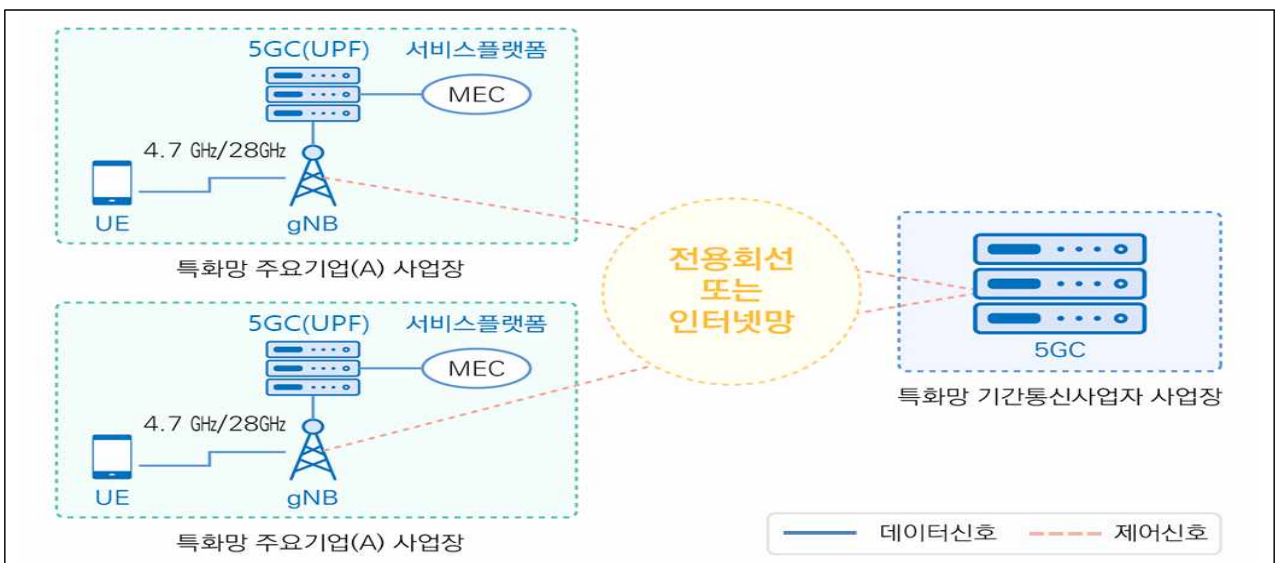 5GC(UPF) 서비스플랫폼
MEC
4.7 GHz/28GHz
UE
gNB
특화망 주요기업(A) 사업장
5GC(UPF) 서비스플랫폼
MEC
4.7 GHz/28GHz
UE
gNB
특화망 주요기업(A) 사업장
전용회선
또는
인터넷망
5GC
특화망 기간통신사업자 사업장
데이터신호 제어신호